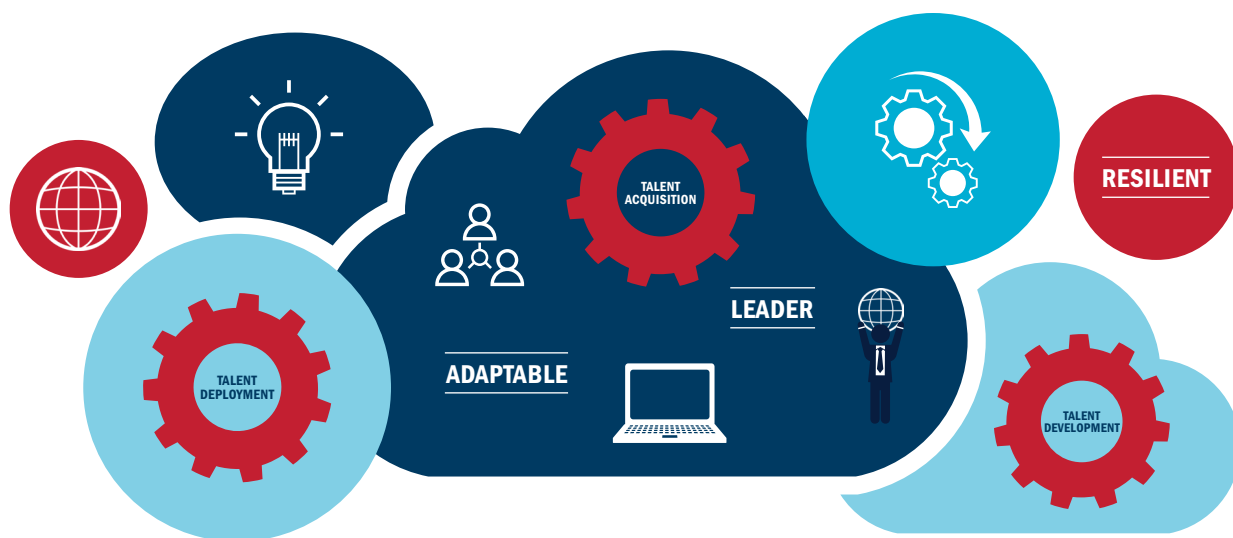 RESILIENT
TALENT
ACQUISITION
LEADER
ADAPTABLE
TALENT
DEPLOYMENT
TALENT
DEVELOPMENT